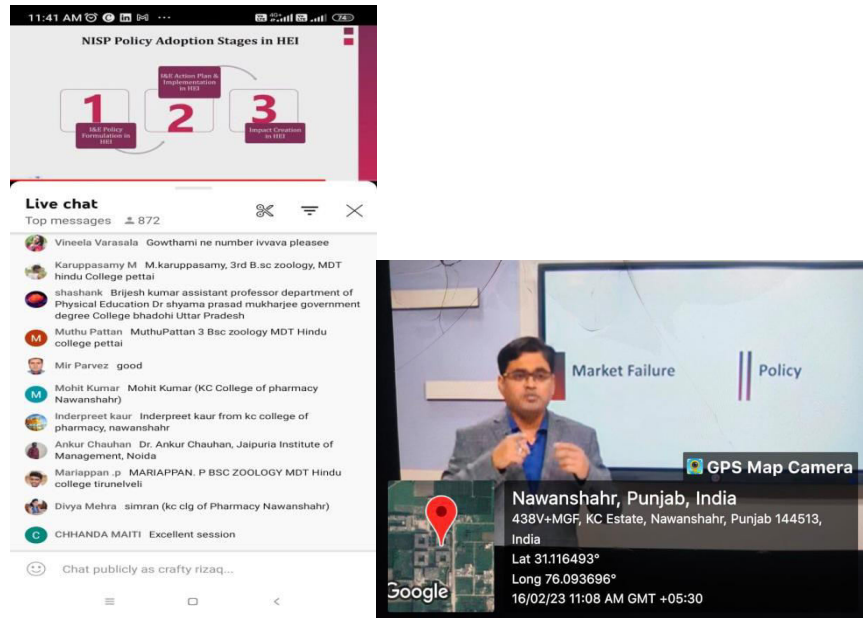 11:41 AM
74
NISP Policy Adoption Stages in HEI
I&E Action Plan &
Implementation
in HEI
1
2
3
I&E Policy
Formulation in
HEI
Impact Creation
in HEI
Live chat
Top messages 872
Vineela Varasala Gowthami ne number ivvava pleasee
Karuppasamy M M.karuppasamy, 3rd B.sc zoology, MDT
hindu College pettai
shashank Brijesh kumar assistant professor department of
Physical Education Dr shyama prasad mukharjee government
degree College bhadohi Uttar Pradesh
M
Muthu Pattan MuthuPattan 3 Bsc zoology MDT Hindu
college pettai
Mir Parvez good
M
Mohit Kumar Mohit Kumar (KC College of pharmacy
Nawanshahr)
Inderpreet kaur Inderpreet kaur from kc college of
pharmacy, nawanshahr
Ankur Chauhan Dr. Ankur Chauhan, Jaipuria Institute of
Management, Noida
Mariappan .p MARIAPPAN. P BSC ZOOLOGY MDT Hindu
college tirunelveli
Divya Mehra simran (kc clg of Pharmacy Nawanshahr)
C
CHHANDA MAITI Excellent session
Chat publicly as crafty rizaq...
Market Failure
Policy
GPS Map Camera
Nawanshahr, Punjab, India
438V+MGF, KC Estate, Nawanshahr, Punjab 144513,
India
Lat 31.116493°
Long 76.093696°
16/02/23 11:08 AM GMT +05:30
Google